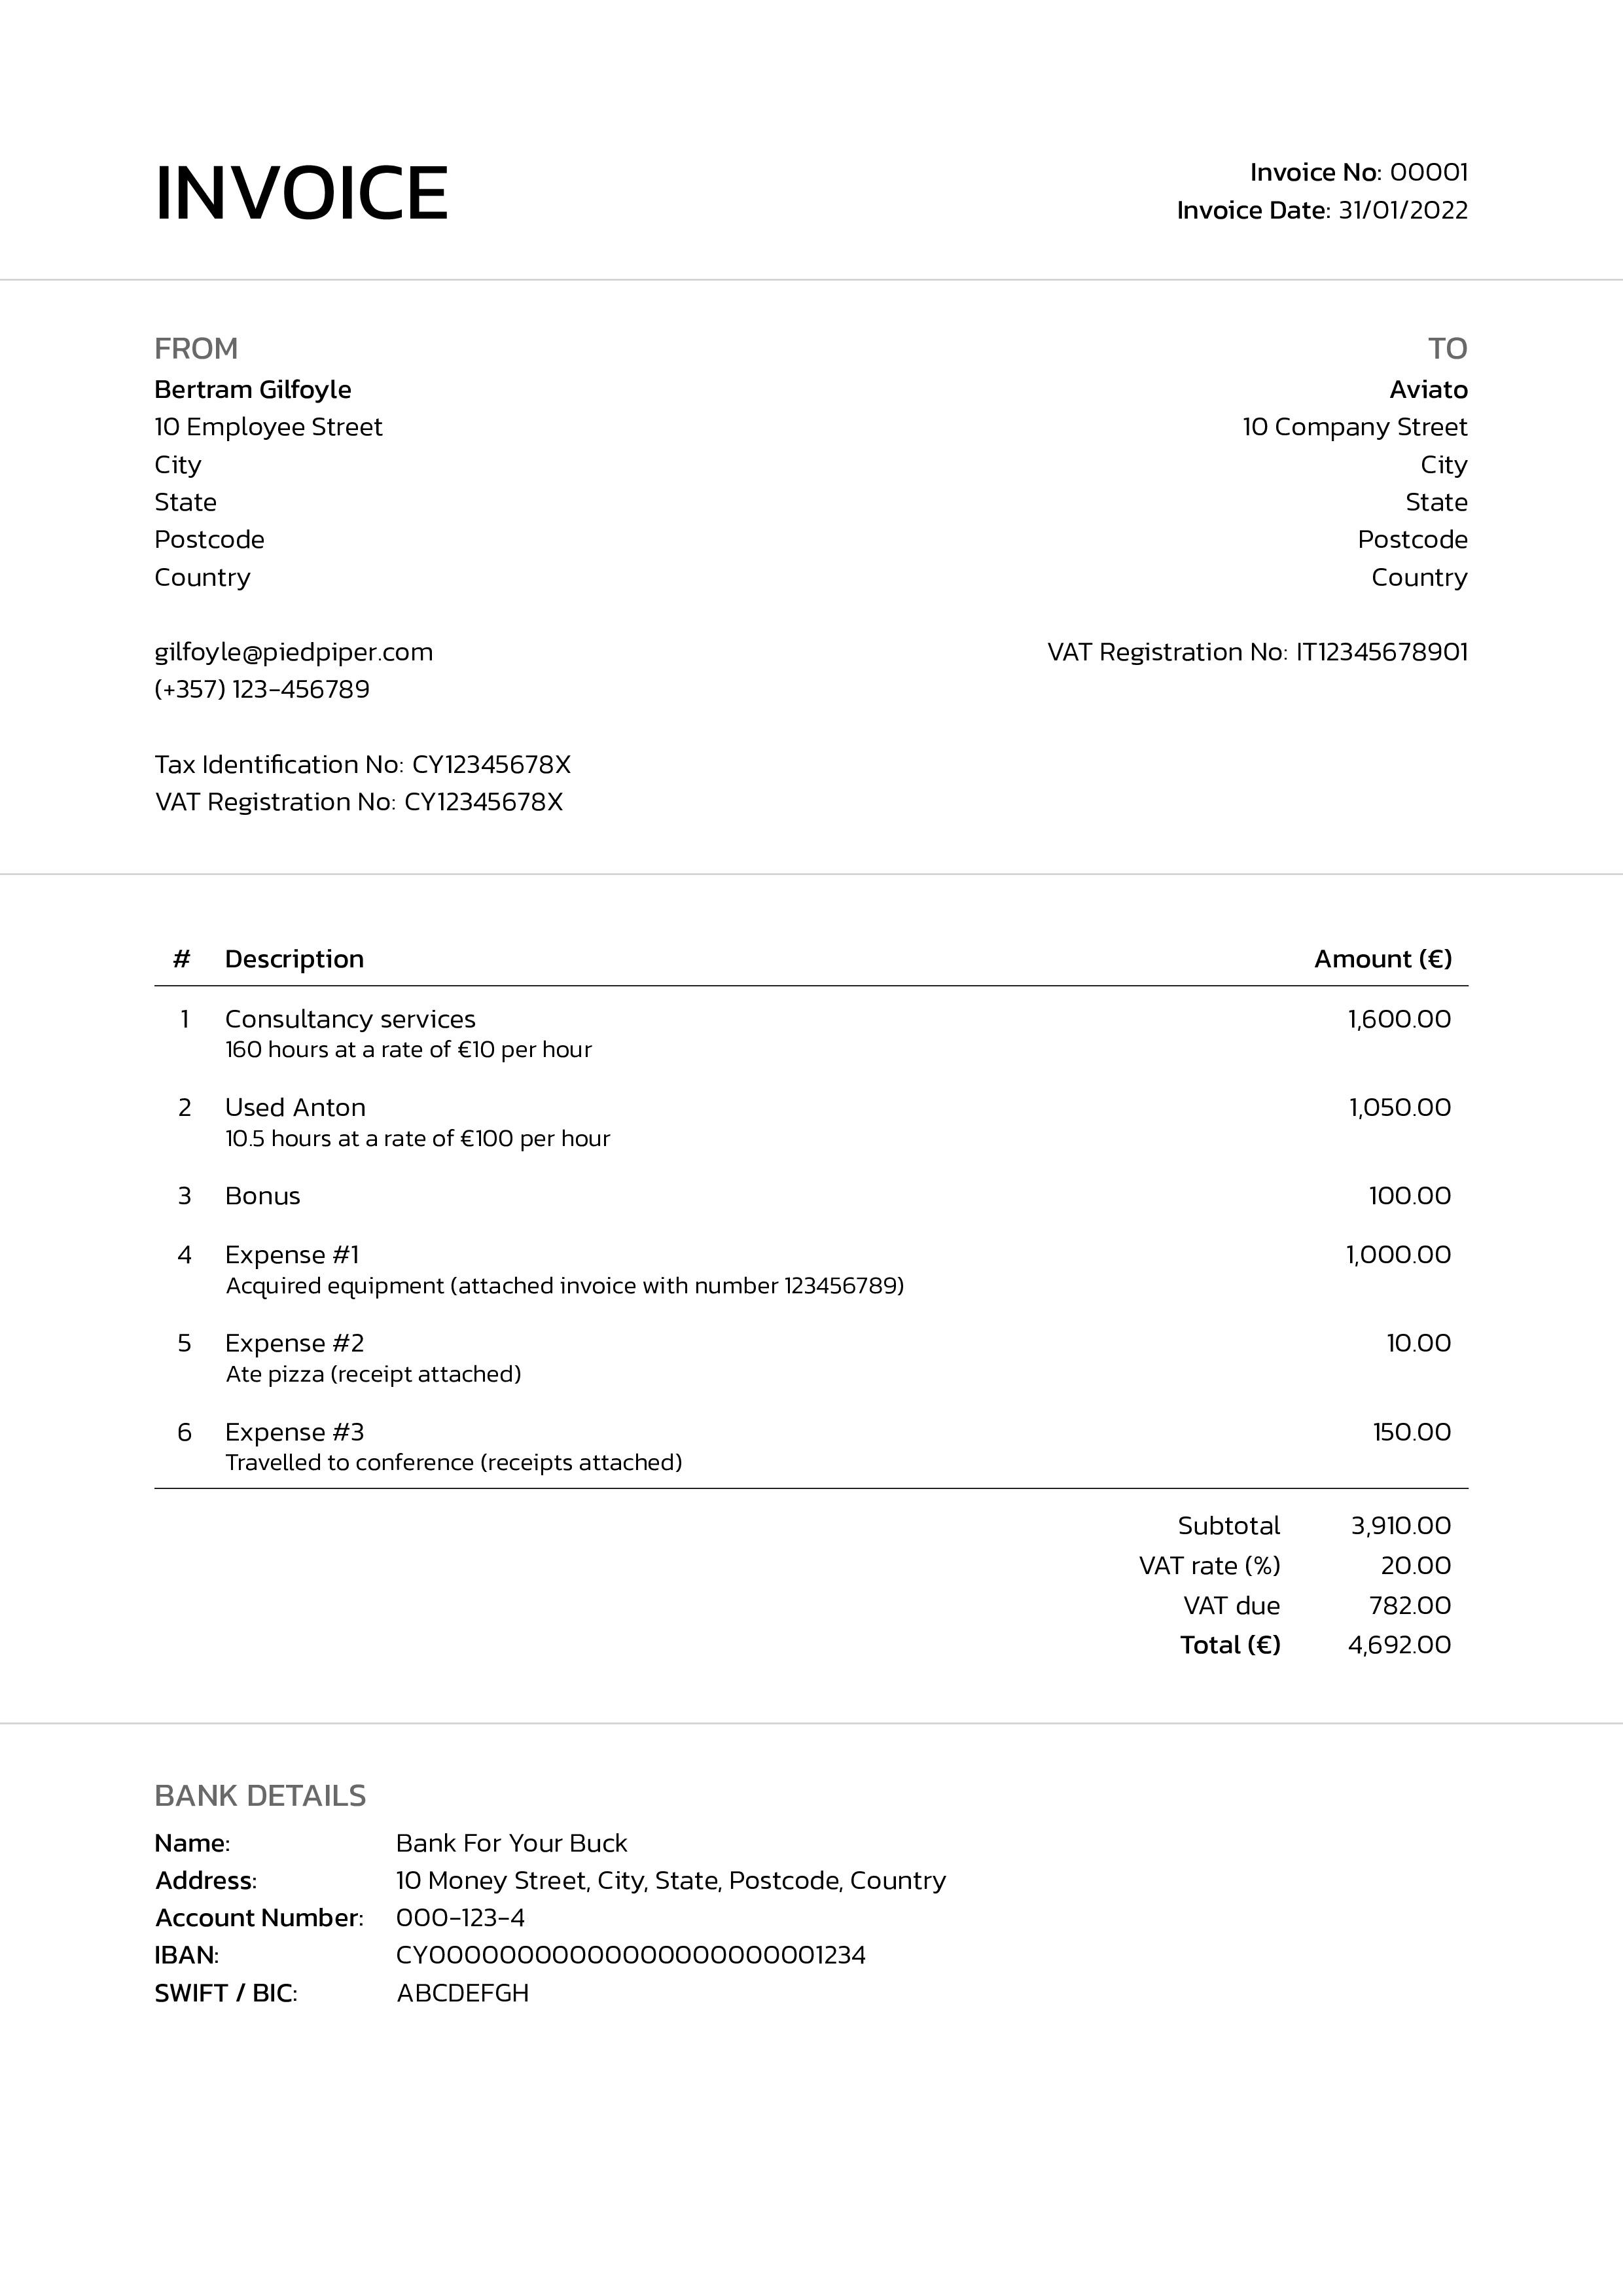 INVOICE
Invoice No: 00001
Invoice Date: 31/01/2022
FROM
Bertram Gilfoyle
10 Employee Street
City
State
Postcode
Country
gilfoyle@piedpiper.com
(+357) 123-456789
Tax Identification No: CY12345678X
VAT Registration No: CY12345678X
TO
Aviato
10 Company Street
City
State
Postcode
Country
VAT Registration No: IT12345678901
# Description Amount (€)
1 Consultancy services 1,600.00
160 hours at a rate of €10 per hour
2 Used Anton 1,050.00
10.5 hours at a rate of €100 per hour
3 Bonus 100.00
4 Expense #1 1,000.00
Acquired equipment (attached invoice with number 123456789)
5 Expense #2 10.00
Ate pizza (receipt attached)
6 Expense #3 150.00
Travelled to conference (receipts attached)
Subtotal 3,910.00
VAT rate (%) 20.00
VAT due 782.00
Total (€) 4,692.00
BANK DETAILS
Name: Bank For Your Buck
Address: 10 Money Street, City, State, Postcode, Country
Account Number: 000-123-4
IBAN: CY00000000000000000000001234
SWIFT / BIC: ABCDEFGH